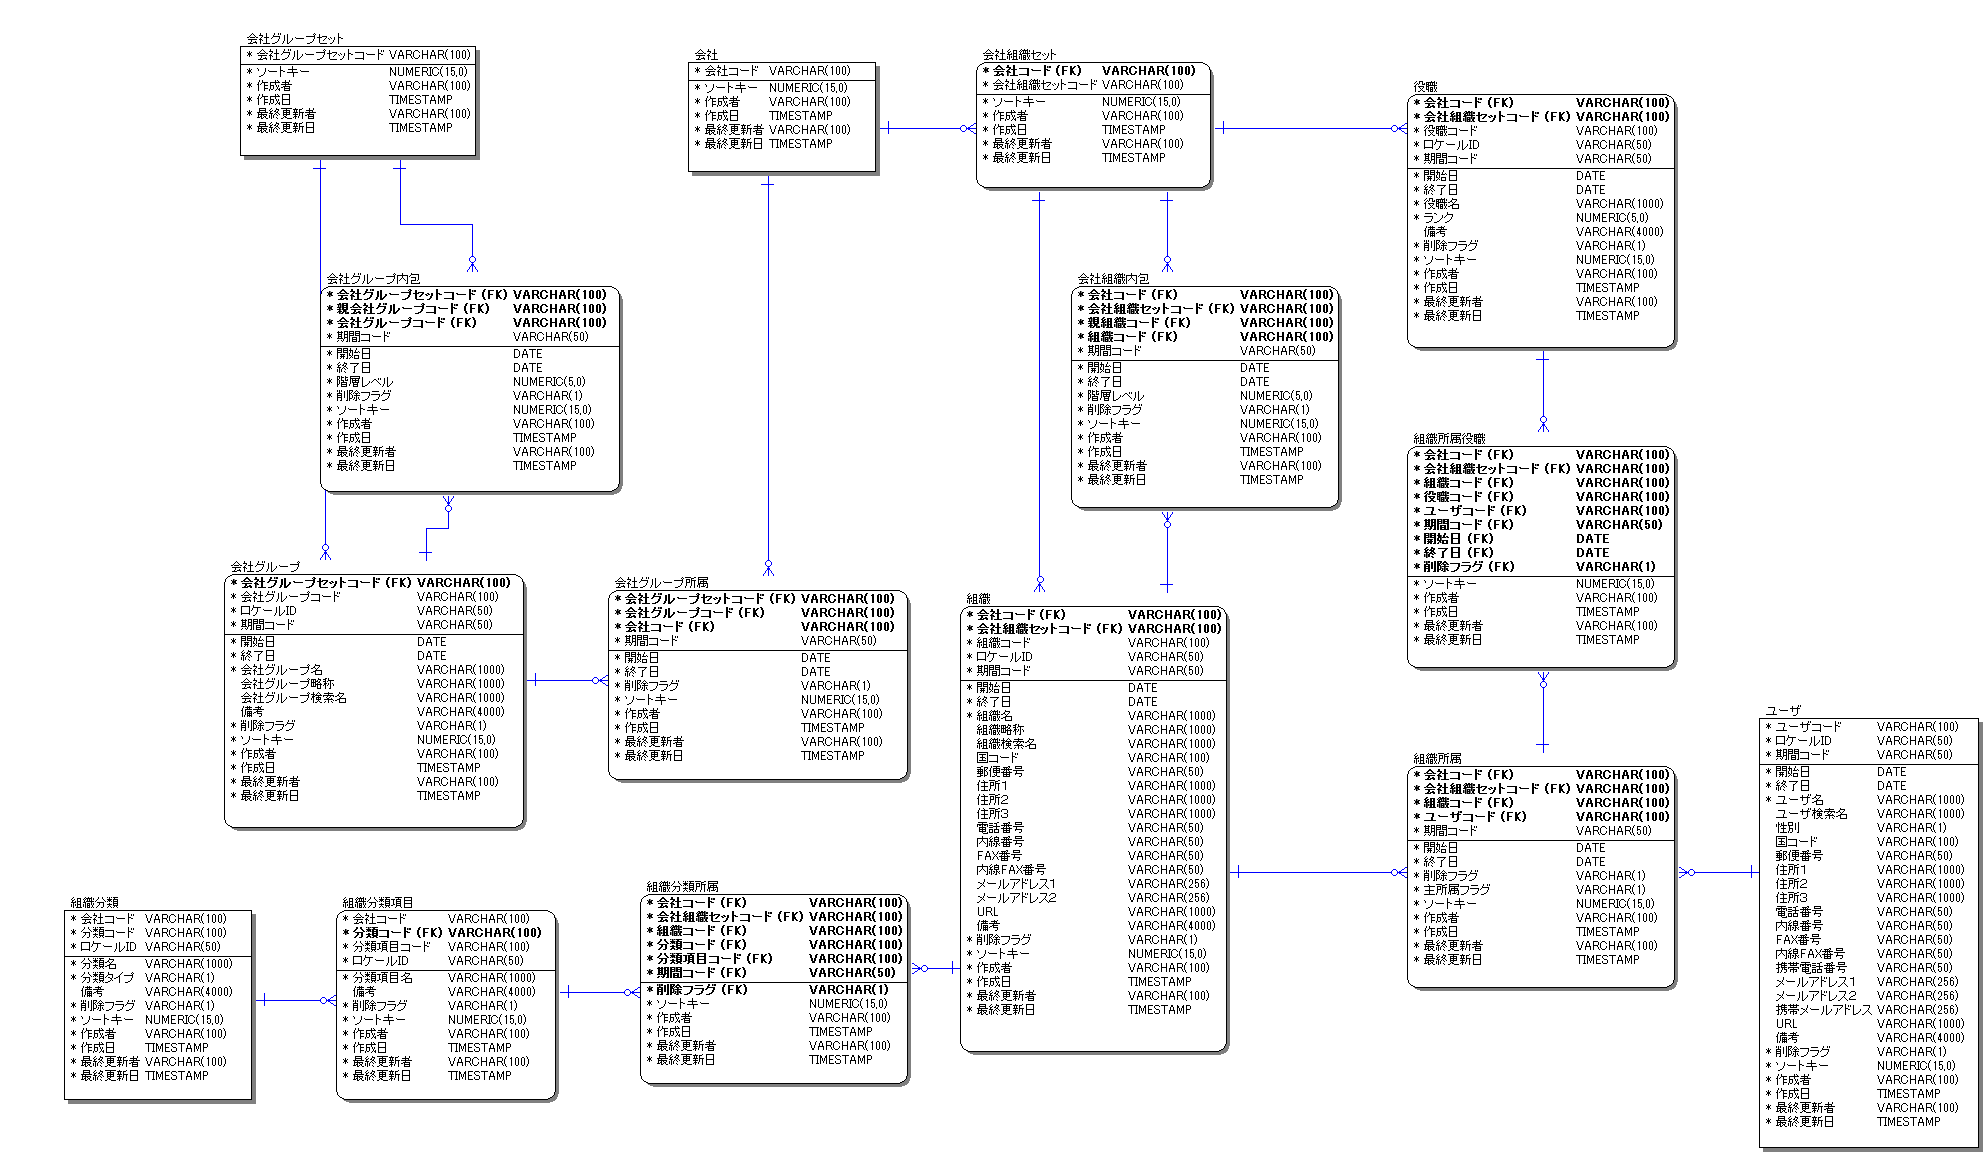 会社グループセット
* 会社グループセットコード VARCHAR(100)
* ソートキー NUMERIC(15,0)
* 作成者 VARCHAR(100)
* 作成日 TIMESTAMP
* 最終更新者 VARCHAR(100)
* 最終更新日 TIMESTAMP
会社
* 会社コード VARCHAR(100)
* ソートキー NUMERIC(15,0)
* 作成者 VARCHAR(100)
* 作成日 TIMESTAMP
* 最終更新者 VARCHAR(100)
* 最終更新日 TIMESTAMP
会社組織セット
* 会社コード (FK) VARCHAR(100)
* 会社組織セットコード VARCHAR(100)
* ソートキー NUMERIC(15,0)
* 作成者 VARCHAR(100)
* 作成日 TIMESTAMP
* 最終更新者 VARCHAR(100)
* 最終更新日 TIMESTAMP
役職
* 会社コード (FK) VARCHAR(100)
* 会社組織セットコード (FK) VARCHAR(100)
* 役職コード VARCHAR(100)
* ロケールID VARCHAR(50)
* 期間コード VARCHAR(50)
* 開始日 DATE
* 終了日 DATE
* 役職名 VARCHAR(1000)
* ランク NUMERIC(5,0)
備考 VARCHAR(4000)
* 削除フラグ VARCHAR(1)
* ソートキー NUMERIC(15,0)
* 作成者 VARCHAR(100)
* 作成日 TIMESTAMP
* 最終更新者 VARCHAR(100)
* 最終更新日 TIMESTAMP
会社グループ内包
* 会社グループセットコード (FK) VARCHAR(100)
* 親会社グループコード (FK) VARCHAR(100)
* 会社グループコード (FK) VARCHAR(100)
* 期間コード VARCHAR(50)
* 開始日 DATE
* 終了日 DATE
* 階層レベル NUMERIC(5,0)
* 削除フラグ VARCHAR(1)
* ソートキー NUMERIC(15,0)
* 作成者 VARCHAR(100)
* 作成日 TIMESTAMP
* 最終更新者 VARCHAR(100)
* 最終更新日 TIMESTAMP
会社組織内包
* 会社コード (FK) VARCHAR(100)
* 会社組織セットコード (FK) VARCHAR(100)
* 親組織コード (FK) VARCHAR(100)
* 組織コード (FK) VARCHAR(100)
* 期間コード VARCHAR(50)
* 開始日 DATE
* 終了日 DATE
* 階層レベル NUMERIC(5,0)
* 削除フラグ VARCHAR(1)
* ソートキー NUMERIC(15,0)
* 作成者 VARCHAR(100)
* 作成日 TIMESTAMP
* 最終更新者 VARCHAR(100)
* 最終更新日 TIMESTAMP
組織所属役職
* 会社コード (FK) VARCHAR(100)
* 会社組織セットコード (FK) VARCHAR(100)
* 組織コード (FK) VARCHAR(100)
* 役職コード (FK) VARCHAR(100)
* ユーザコード (FK) VARCHAR(100)
* 期間コード (FK) VARCHAR(50)
* 開始日 (FK) DATE
* 終了日 (FK) DATE
* 削除フラグ (FK) VARCHAR(1)
* ソートキー NUMERIC(15,0)
* 作成者 VARCHAR(100)
* 作成日 TIMESTAMP
* 最終更新者 VARCHAR(100)
* 最終更新日 TIMESTAMP
会社グループ
* 会社グループセットコード (FK) VARCHAR(100)
* 会社グループコード VARCHAR(100)
* ロケールID VARCHAR(50)
* 期間コード VARCHAR(50)
* 開始日 DATE
* 終了日 DATE
* 会社グループ名 VARCHAR(1000)
会社グループ略称 VARCHAR(1000)
会社グループ検索名 VARCHAR(1000)
備考 VARCHAR(4000)
* 削除フラグ VARCHAR(1)
* ソートキー NUMERIC(15,0)
* 作成者 VARCHAR(100)
* 作成日 TIMESTAMP
* 最終更新者 VARCHAR(100)
* 最終更新日 TIMESTAMP
会社グループ所属
* 会社グループセットコード (FK) VARCHAR(100)
* 会社グループコード (FK) VARCHAR(100)
* 会社コード (FK) VARCHAR(100)
* 期間コード VARCHAR(50)
* 開始日 DATE
* 終了日 DATE
* 削除フラグ VARCHAR(1)
* ソートキー NUMERIC(15,0)
* 作成者 VARCHAR(100)
* 作成日 TIMESTAMP
* 最終更新者 VARCHAR(100)
* 最終更新日 TIMESTAMP
組織
* 会社コード (FK) VARCHAR(100)
* 会社組織セットコード (FK) VARCHAR(100)
* 組織コード VARCHAR(100)
* ロケールID VARCHAR(50)
* 期間コード VARCHAR(50)
* 開始日 DATE
* 終了日 DATE
* 組織名 VARCHAR(1000)
組織略称 VARCHAR(1000)
組織検索名 VARCHAR(1000)
国コード VARCHAR(100)
郵便番号 VARCHAR(50)
住所1 VARCHAR(1000)
住所2 VARCHAR(1000)
住所3 VARCHAR(1000)
電話番号 VARCHAR(50)
内線番号 VARCHAR(50)
FAX番号 VARCHAR(50)
内線FAX番号 VARCHAR(50)
メールアドレス1 VARCHAR(256)
メールアドレス2 VARCHAR(256)
URL VARCHAR(1000)
備考 VARCHAR(4000)
* 削除フラグ VARCHAR(1)
* ソートキー NUMERIC(15,0)
* 作成者 VARCHAR(100)
* 作成日 TIMESTAMP
* 最終更新者 VARCHAR(100)
* 最終更新日 TIMESTAMP
組織所属
* 会社コード (FK) VARCHAR(100)
* 会社組織セットコード (FK) VARCHAR(100)
* 組織コード (FK) VARCHAR(100)
* ユーザコード (FK) VARCHAR(100)
* 期間コード VARCHAR(50)
* 開始日 DATE
* 終了日 DATE
* 削除フラグ VARCHAR(1)
* 主所属フラグ VARCHAR(1)
* ソートキー NUMERIC(15,0)
* 作成者 VARCHAR(100)
* 作成日 TIMESTAMP
* 最終更新者 VARCHAR(100)
* 最終更新日 TIMESTAMP
ユーザ
* ユーザコード VARCHAR(100)
* ロケールID VARCHAR(50)
* 期間コード VARCHAR(50)
* 開始日 DATE
* 終了日 DATE
* ユーザ名 VARCHAR(1000)
ユーザ検索名 VARCHAR(1000)
性別 VARCHAR(1)
国コード VARCHAR(100)
郵便番号 VARCHAR(50)
住所1 VARCHAR(1000)
住所2 VARCHAR(1000)
住所3 VARCHAR(1000)
電話番号 VARCHAR(50)
内線番号 VARCHAR(50)
FAX番号 VARCHAR(50)
内線FAX番号 VARCHAR(50)
携帯電話番号 VARCHAR(50)
メールアドレス1 VARCHAR(256)
メールアドレス2 VARCHAR(256)
携帯メールアドレス VARCHAR(256)
URL VARCHAR(1000)
備考 VARCHAR(4000)
* 削除フラグ VARCHAR(1)
* ソートキー NUMERIC(15,0)
* 作成者 VARCHAR(100)
* 作成日 TIMESTAMP
* 最終更新者 VARCHAR(100)
* 最終更新日 TIMESTAMP
組織分類
* 会社コード VARCHAR(100)
* 分類コード VARCHAR(100)
* ロケールID VARCHAR(50)
* 分類名 VARCHAR(1000)
* 分類タイプ VARCHAR(1)
備考 VARCHAR(4000)
* 削除フラグ VARCHAR(1)
* ソートキー NUMERIC(15,0)
* 作成者 VARCHAR(100)
* 作成日 TIMESTAMP
* 最終更新者 VARCHAR(100)
* 最終更新日 TIMESTAMP
組織分類項目
* 会社コード VARCHAR(100)
* 分類コード (FK) VARCHAR(100)
* 分類項目コード VARCHAR(100)
* ロケールID VARCHAR(50)
* 分類項目名 VARCHAR(1000)
備考 VARCHAR(4000)
* 削除フラグ VARCHAR(1)
* ソートキー NUMERIC(15,0)
* 作成者 VARCHAR(100)
* 作成日 TIMESTAMP
* 最終更新者 VARCHAR(100)
* 最終更新日 TIMESTAMP
組織分類所属
* 会社コード (FK) VARCHAR(100)
* 会社組織セットコード (FK) VARCHAR(100)
* 組織コード (FK) VARCHAR(100)
* 分類コード (FK) VARCHAR(100)
* 分類項目コード (FK) VARCHAR(100)
* 期間コード (FK) VARCHAR(50)
* 削除フラグ (FK) VARCHAR(1)
* ソートキー NUMERIC(15,0)
* 作成者 VARCHAR(100)
* 作成日 TIMESTAMP
* 最終更新者 VARCHAR(100)
* 最終更新日 TIMESTAMP